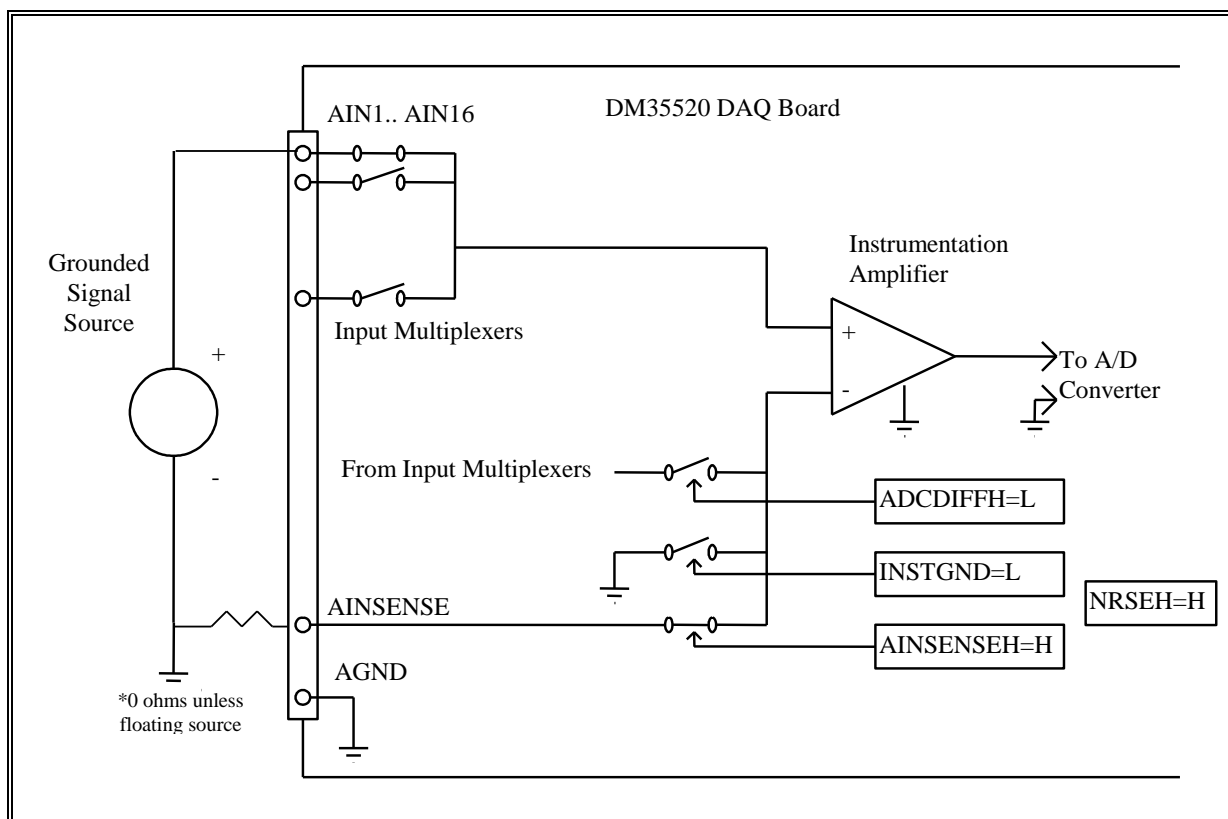 DM35520 DAQ Board
AIN1.. AIN16
Grounded
Signal
Source
+
-
Input Multiplexers
Instrumentation
Amplifier
+
-
To A/D
Converter
From Input Multiplexers
ADCDIFFH=L
INSTGND=L
NRSEH=H
AINSENSE
AINSENSEH=H
AGND
*0 ohms unless
floating source